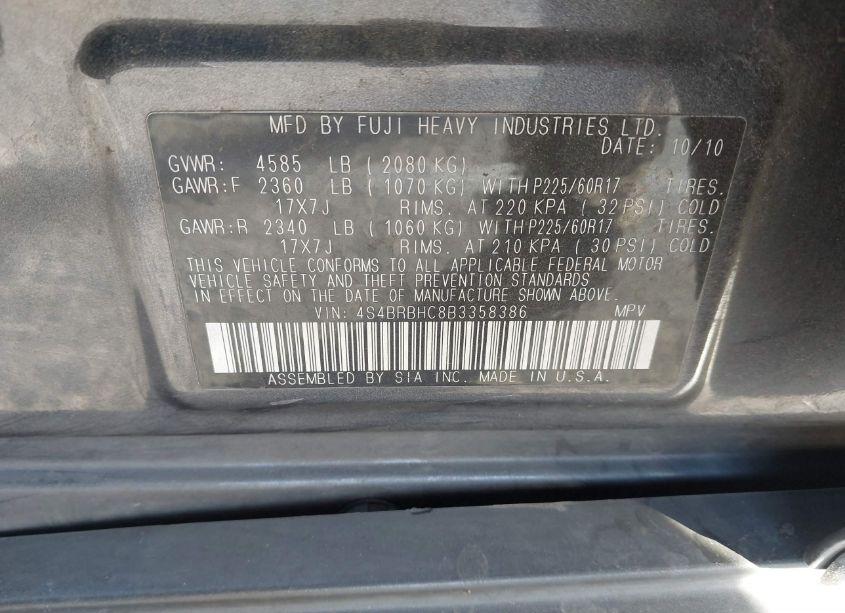 MFD BY FUJI HEAVY INDUSTRIES LTD.
DATE: 10/10
GVWR: 4585 LB ( 2080 KG)
GAWR:F 2360 LB ( 1070 KG) WITH P225/60R17 TIRES.
17X7J RIMS. AT 220 KPA ( 32 PSI) COLD
GAWR:R 2340 LB ( 1060 KG) WITH P225/60R17 TIRES.
17X7J RIMS. AT 210 KPA ( 30 PSI) COLD
THIS VEHICLE CONFORMS TO ALL APPLICABLE FEDERAL MOTOR
VEHICLE SAFETY AND THEFT PREVENTION STANDARDS
IN EFFECT ON THE DATE OF MANUFACTURE SHOWN ABOVE.
VIN: 4S4BRBHC8B3358386 MPV
ASSEMBLED BY SIA INC. MADE IN U.S.A.